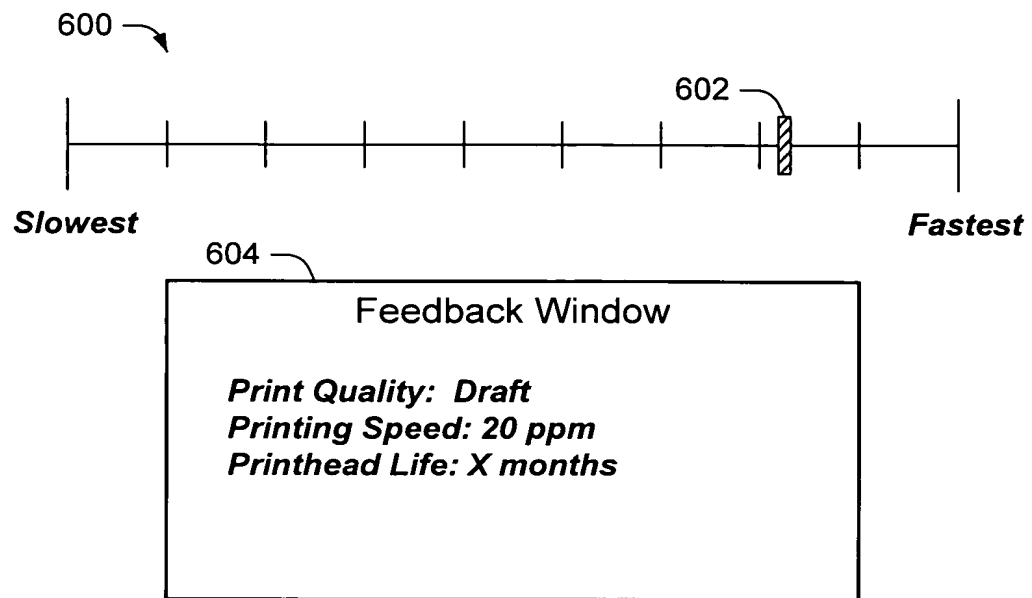 600
602
Slowest
Fastest
604
Feedback Window
Print Quality: Draft
Printing Speed: 20 ppm
Printhead Life: X months